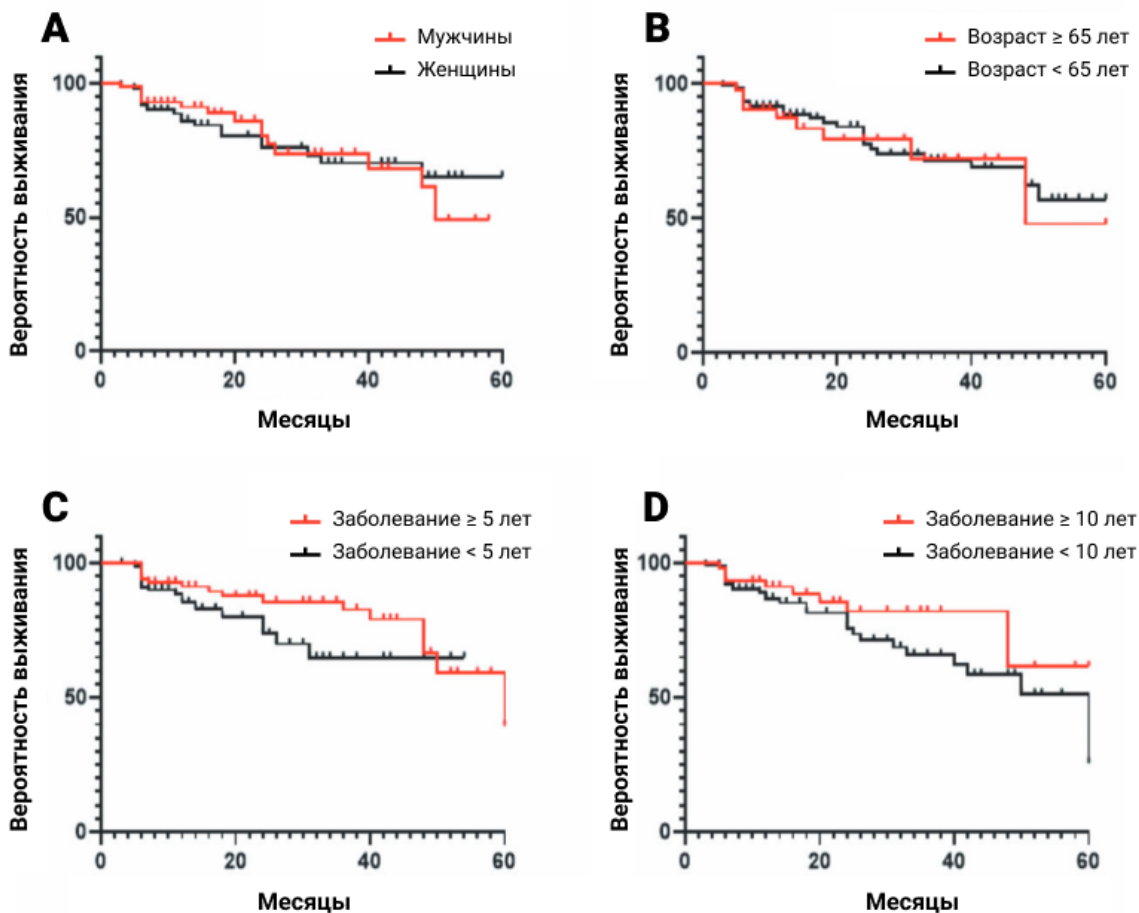 A
Мужчины
Женщины
Вероятность выживания
100
50
0
0 20 40 60
Месяцы
B
Возраст ≥ 65 лет
Возраст < 65 лет
Вероятность выживания
100
50
0
0 20 40 60
Месяцы
C
Заболевание ≥ 5 лет
Заболевание < 5 лет
Вероятность выживания
100
50
0
0 20 40 60
Месяцы
D
Заболевание ≥ 10 лет
Заболевание < 10 лет
Вероятность выживания
100
50
0
0 20 40 60
Месяцы